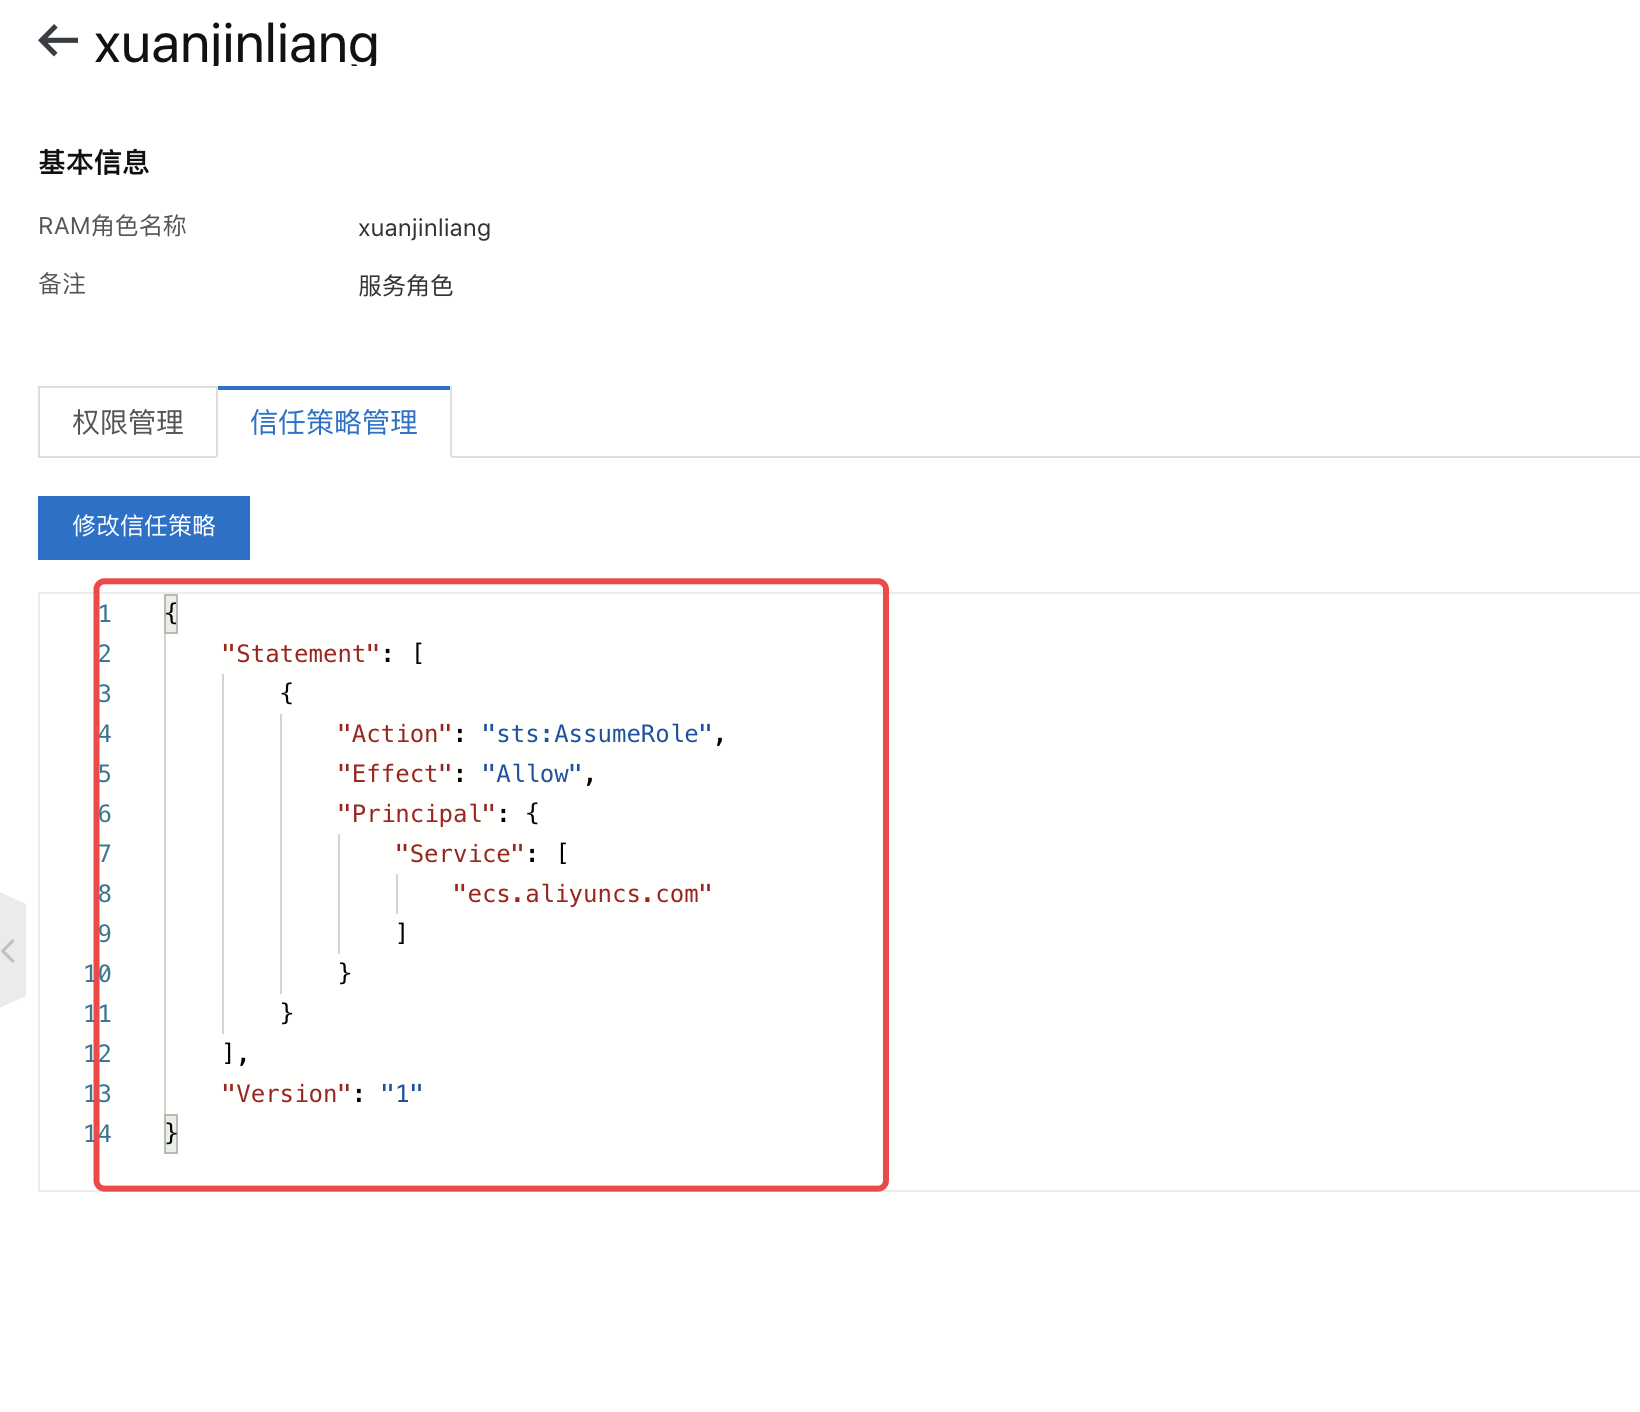 xuanjinliang
基本信息
RAM角色名称 xuanjinliang
备注 服务角色
权限管理 信任策略管理
修改信任策略
1 {
2 "Statement": [
3 {
4 "Action": "sts:AssumeRole",
5 "Effect": "Allow",
6 "Principal": {
7 "Service": [
8 "ecs.aliyuncs.com"
9 ]
10 }
11 }
12 ],
13 "Version": "1"
14 }